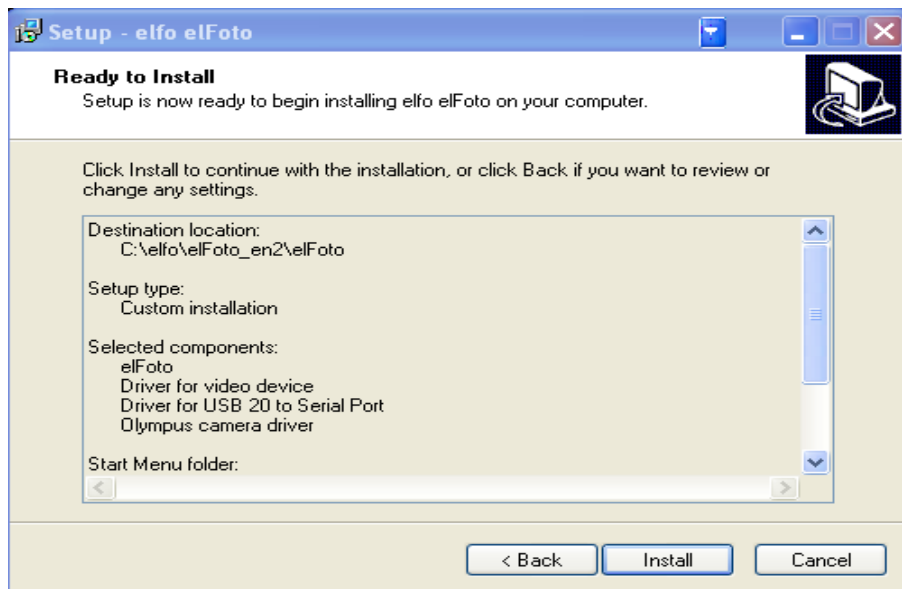 Setup - elfo elFoto
Ready to Install
Setup is now ready to begin installing elfo elFoto on your computer.
Click Install to continue with the installation, or click Back if you want to review or
change any settings.
Destination location:
C:\elfo\elFoto_en2\elFoto
Setup type:
Custom installation
Selected components:
elFoto
Driver for video device
Driver for USB 20 to Serial Port
Olympus camera driver
Start Menu folder:
< Back
Install
Cancel